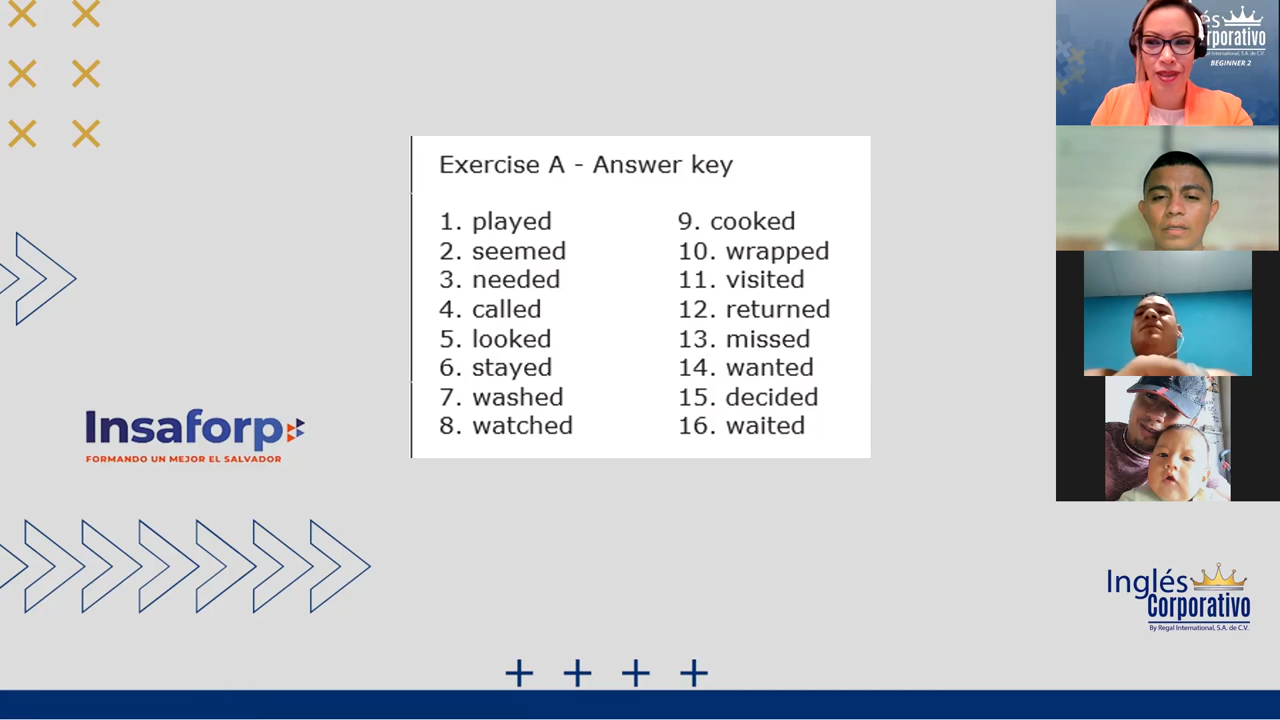 Exercise A - Answer key
1. played
2. seemed
3. needed
4. called
5. looked
6. stayed
7. washed
8. watched
9. cooked
10. wrapped
11. visited
12. returned
13. missed
14. wanted
15. decided
16. waited
Insaforp
FORMANDO UN MEJOR EL SALVADOR
és
rporativo
BEGINNER 2
Inglés
Corporativo
By Regal International, S.A. de C.V.